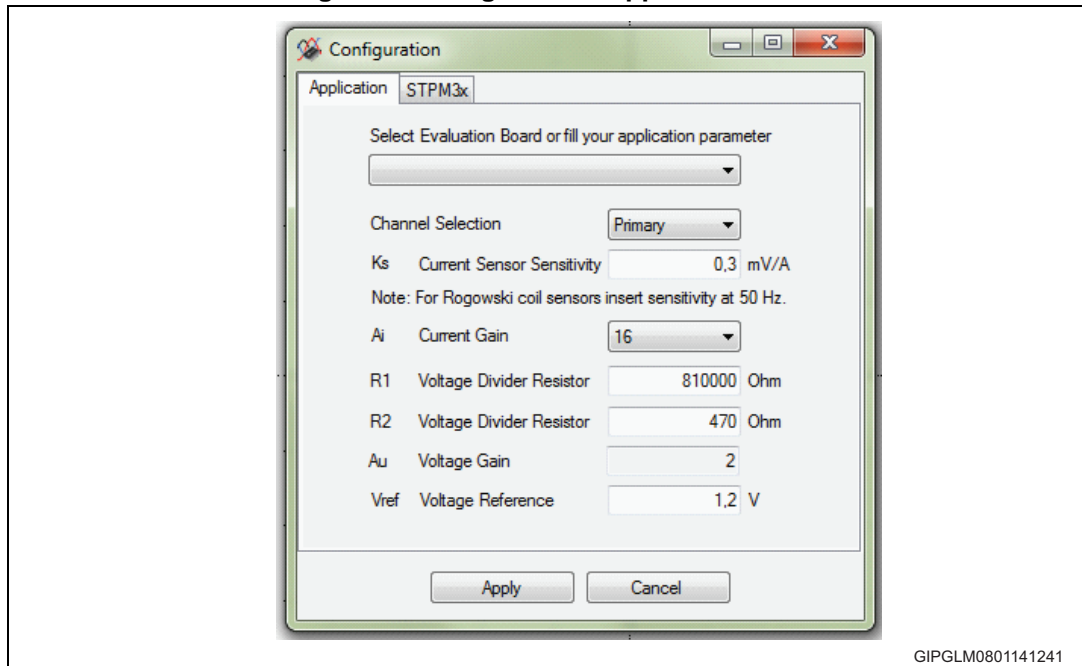 Configuration
Application STPM3x
Select Evaluation Board or fill your application parameter
Channel Selection Primary
Ks Current Sensor Sensitivity 0,3 mV/A
Note: For Rogowski coil sensors insert sensitivity at 50 Hz.
Ai Current Gain 16
R1 Voltage Divider Resistor 810000 Ohm
R2 Voltage Divider Resistor 470 Ohm
Au Voltage Gain 2
Vref Voltage Reference 1,2 V
Apply Cancel
GIPGLM0801141241